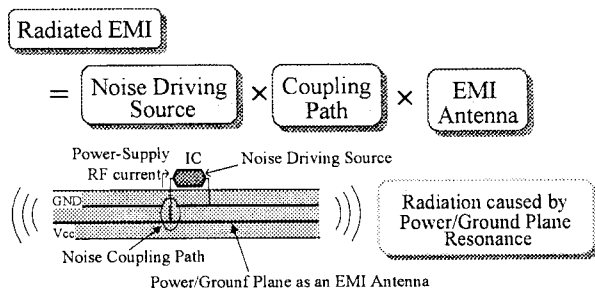 Radiated EMI
= Noise Driving Source × Coupling Path × EMI Antenna
Power-Supply RF current
IC
Noise Driving Source
GND
Vcc
Noise Coupling Path
Power/Grounf Plane as an EMI Antenna
Radiation caused by
Power/Ground Plane
Resonance